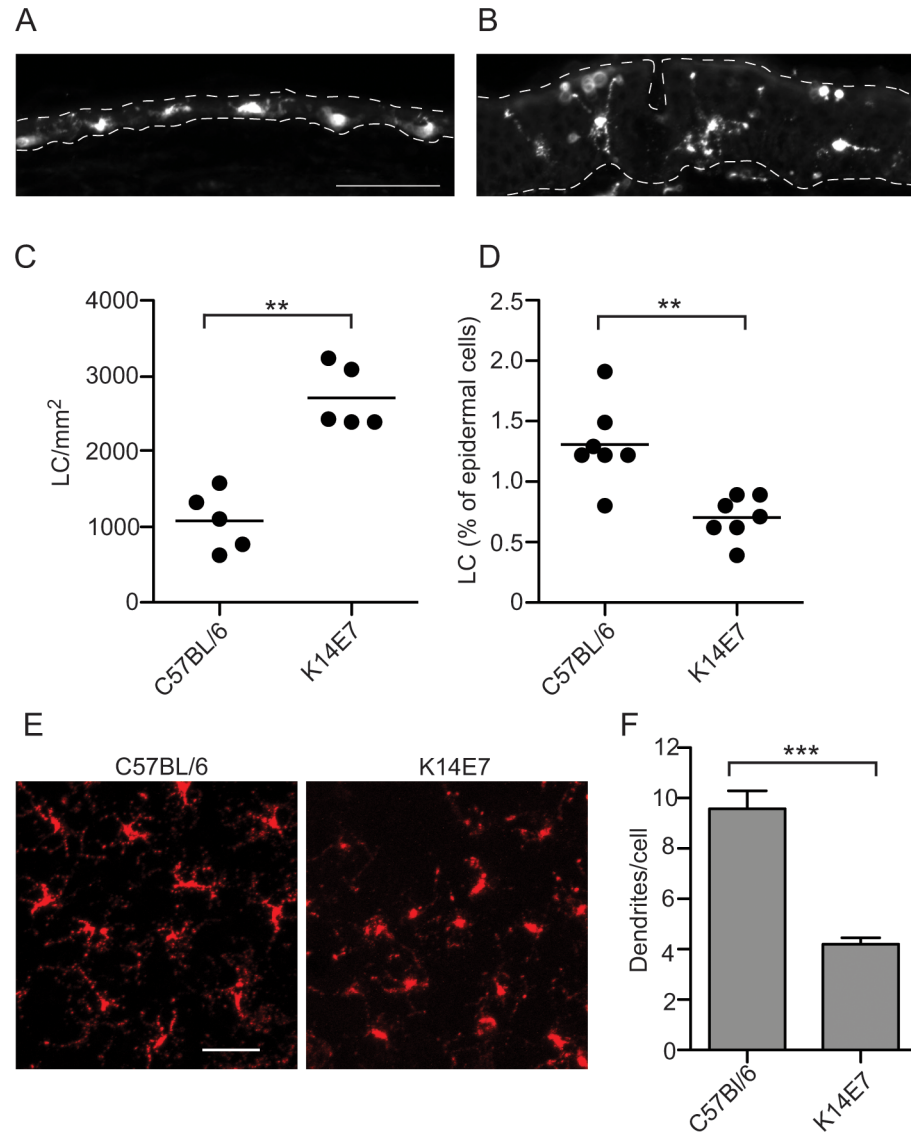 A
B
C
4000
3000
2000
1000
0
LC/mm²
**
C57BL/6
K14E7
D
2.5
2.0
1.5
1.0
0.5
0
LC (% of epidermal cells)
**
C57BL/6
K14E7
E
C57BL/6
K14E7
F
12
10
8
6
4
2
0
Dendrites/cell
***
C57Bl/6
K14E7